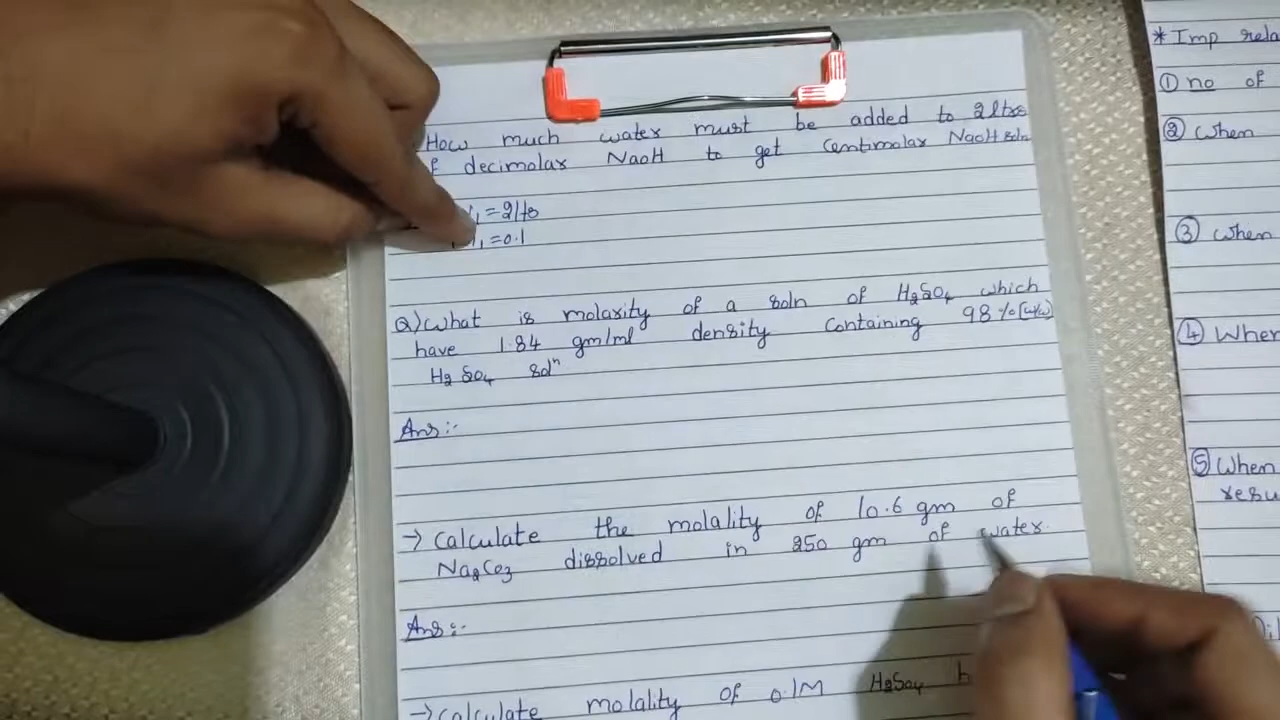 How much water must be added to 2ltrs
of decimolar NaOH to get Centimolar NaOH soln
V₁ = 2lts
= 0.1
Q) What is molarity of a soln of H₂SO₄ which
have 1.84 gm/ml density Containing 98% (w/w)
H₂SO₄ solⁿ
Ans:-
→ Calculate the molality of 10.6 gm of
Na₂CO₃ dissolved in 250 gm of water.
Ans:-
→ Calculate molality of 0.1M H₂SO₄
* Imp
① no of
② When
③ when
④ When
⑤ When